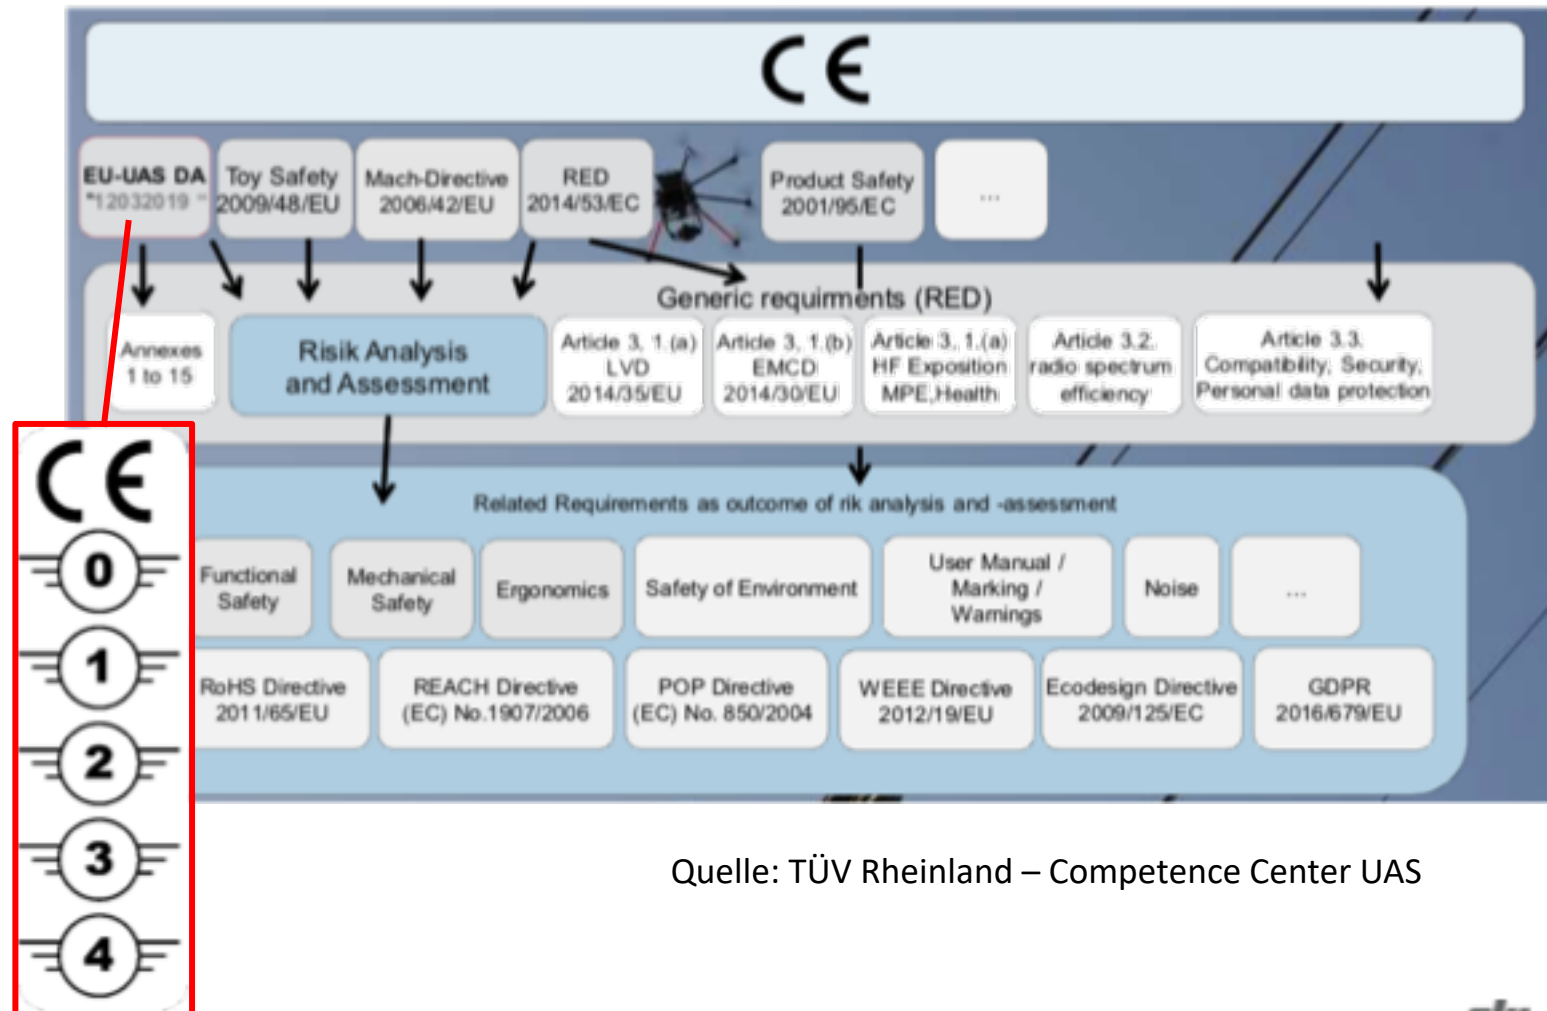 CE
EU-UAS DA
"12032019 "
Toy Safety
2009/48/EU
Mach-Directive
2006/42/EU
RED
2014/53/EC
Product Safety
2001/95/EC
...
Generic requirments (RED)
Annexes
1 to 15
Risik Analysis
and Assessment
Article 3, 1.(a)
LVD
2014/35/EU
Article 3, 1.(b)
EMCD
2014/30/EU
Article 3, 1.(a)
HF Exposition
MPE,Health
Article 3.2.
radio spectrum
efficiency
Article 3.3.
Compatibility, Security,
Personal data protection
Related Requirements as outcome of rik analysis and -assessment
Functional
Safety
Mechanical
Safety
Ergonomics
Safety of Environment
User Manual /
Marking /
Warnings
Noise
...
RoHS Directive
2011/65/EU
REACH Directive
(EC) No.1907/2006
POP Directive
(EC) No. 850/2004
WEEE Directive
2012/19/EU
Ecodesign Directive
2009/125/EC
GDPR
2016/679/EU
CE
0
1
2
3
4
Quelle: TÜV Rheinland – Competence Center UAS